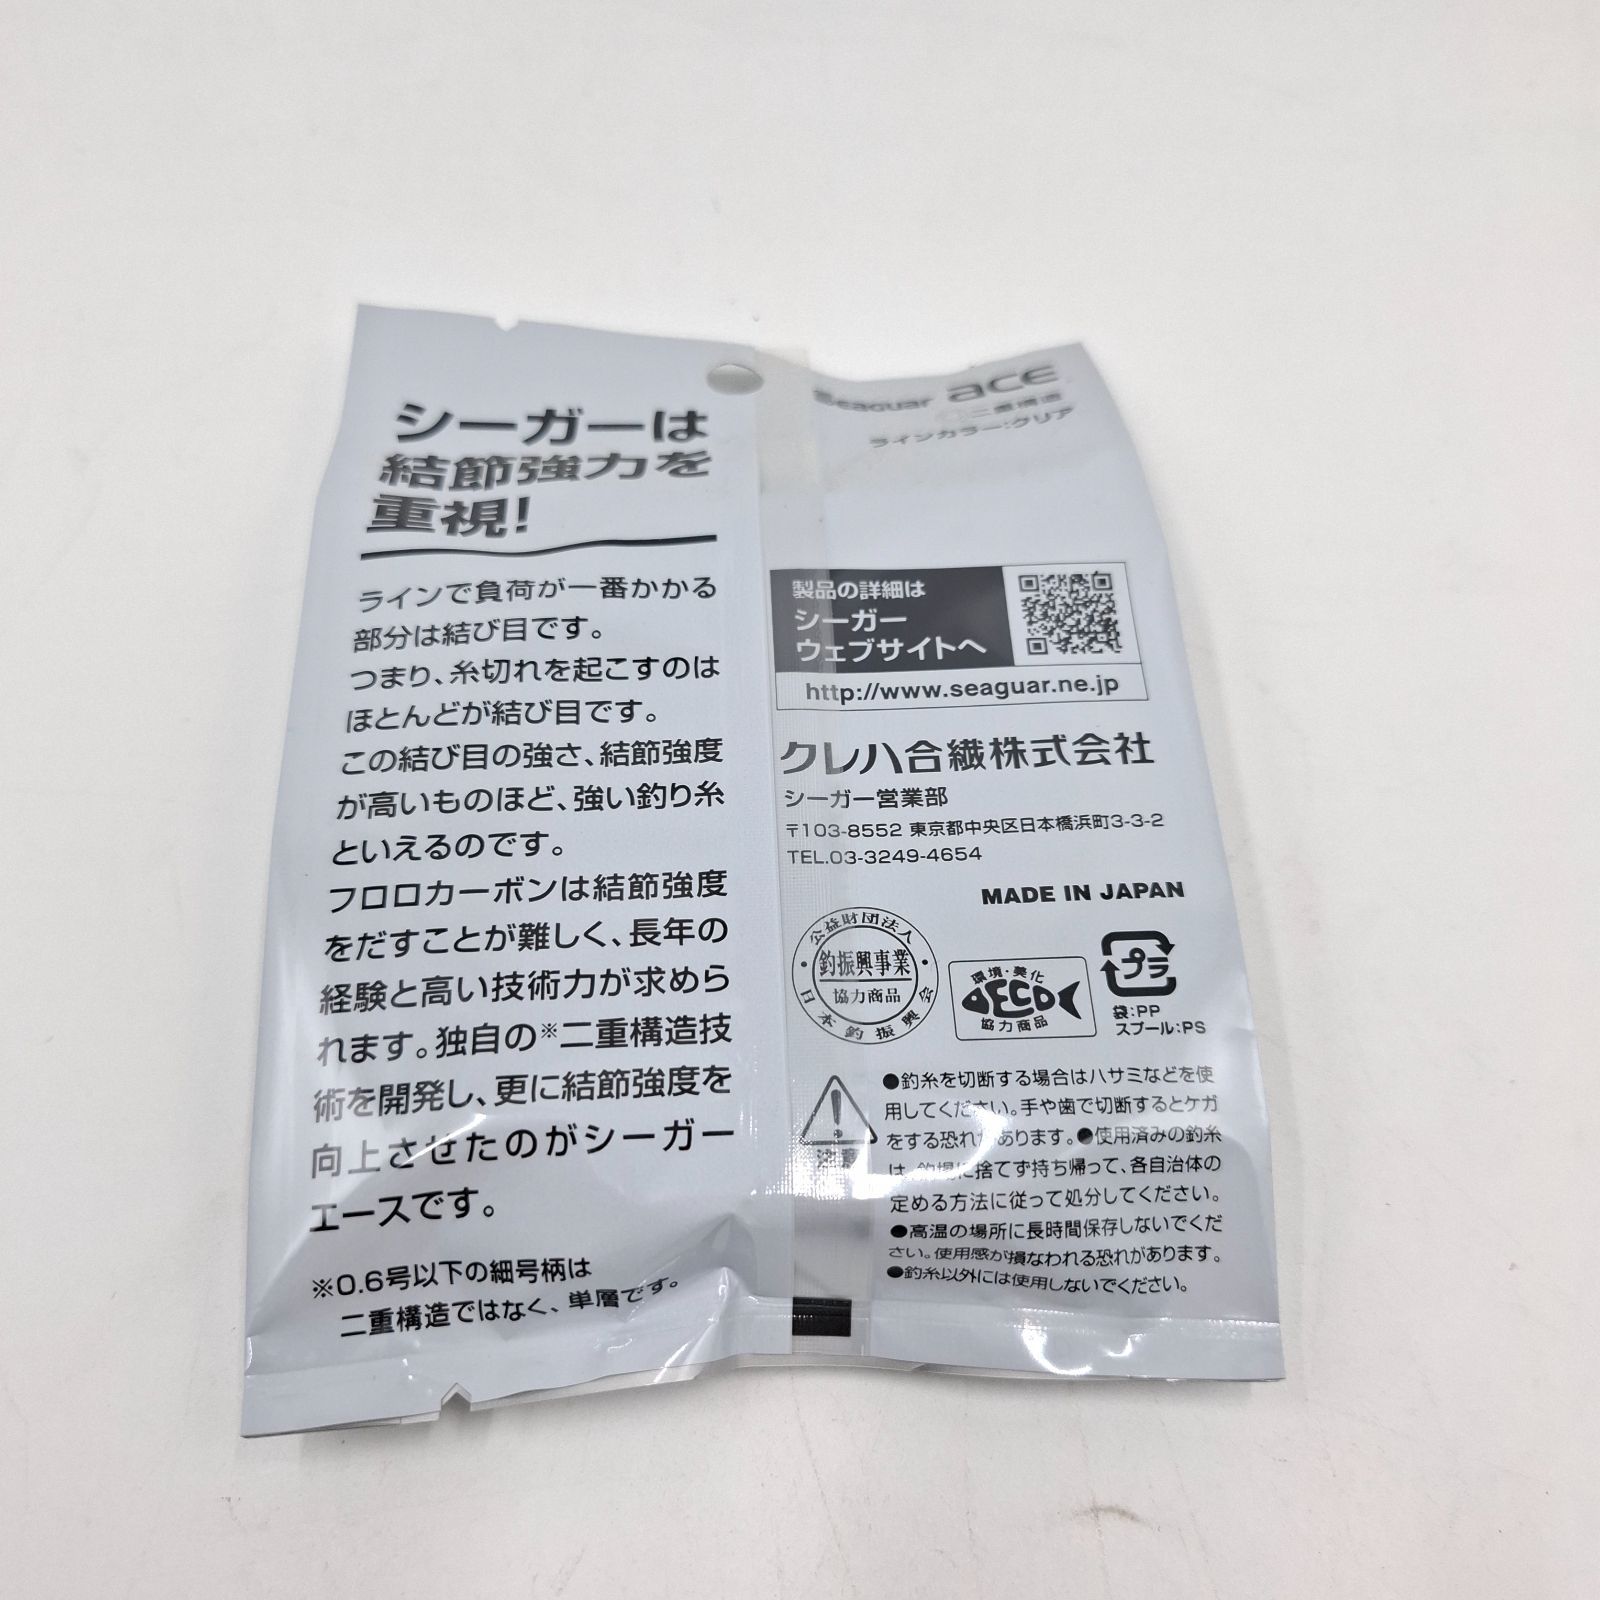 シーガーは
結節強力を
重視!
ラインで負荷が一番かかる
部分は結び目です。
つまり、糸切れを起こすのは
ほとんどが結び目です。
この結び目の強さ、結節強度
が高いものほど、強い釣り糸
といえるのです。
フロロカーボンは結節強度
をだすことが難しく、長年の
経験と高い技術力が求めら
れます。独自の※二重構造技
術を開発し、更に結節強度を
向上させたのがシーガー
エースです。
※0.6号以下の細号柄は
二重構造ではなく、単層です。
Seaguar ace
◎二重構造
ラインカラー:クリア
製品の詳細は
シーガー
ウェブサイトへ
http://www.seaguar.ne.jp
クレハ合繊株式会社
シーガー営業部
〒103-8552 東京都中央区日本橋浜町3-3-2
TEL.03-3249-4654
MADE IN JAPAN
公益財団法人
釣振興事業
協力商品
日本釣振興会
環境・美化
ECO
協力商品
プラ
袋:PP
スプール:PS
注意
●釣糸を切断する場合はハサミなどを使
用してください。手や歯で切断するとケガ
をする恐れがあります。●使用済みの釣糸
は、釣場に捨てず持ち帰って、各自治体の
定める方法に従って処分してください。
●高温の場所に長時間保存しないでくだ
さい。使用感が損なわれる恐れがあります。
●釣糸以外には使用しないでください。